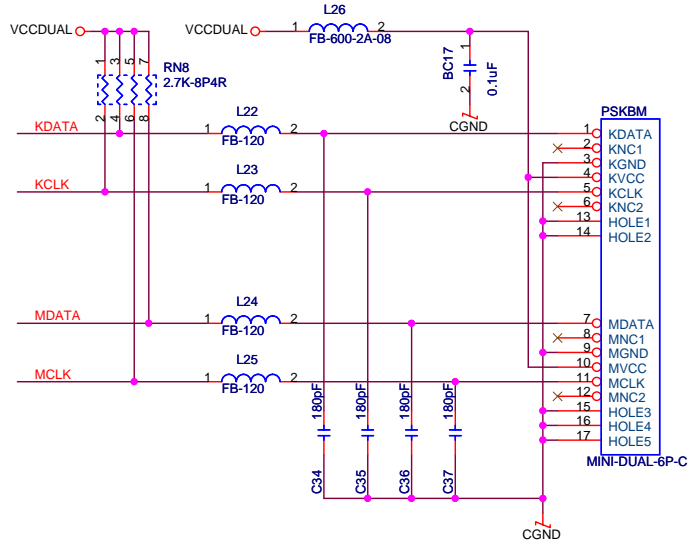 L26
VCCDUAL
VCCDUAL
1
2
FB-600-2A-08
1
3
5
7
RN8
2.7K-8P4R
2
4
6
8
BC17
1
2
0.1uF
CGND
PSKBM
KDATA
1
L22
2
FB-120
1
KDATA
2
KNC1
3
KGND
4
KVCC
KCLK
1
L23
2
FB-120
5
KCLK
6
KNC2
13
HOLE1
14
HOLE2
MDATA
1
L24
2
FB-120
7
MDATA
8
MNC1
9
MGND
10
MVCC
MCLK
1
L25
2
FB-120
11
MCLK
12
MNC2
15
HOLE3
16
HOLE4
17
HOLE5
MINI-DUAL-6P-C
180pF
180pF
180pF
180pF
C34
C35
C36
C37
CGND